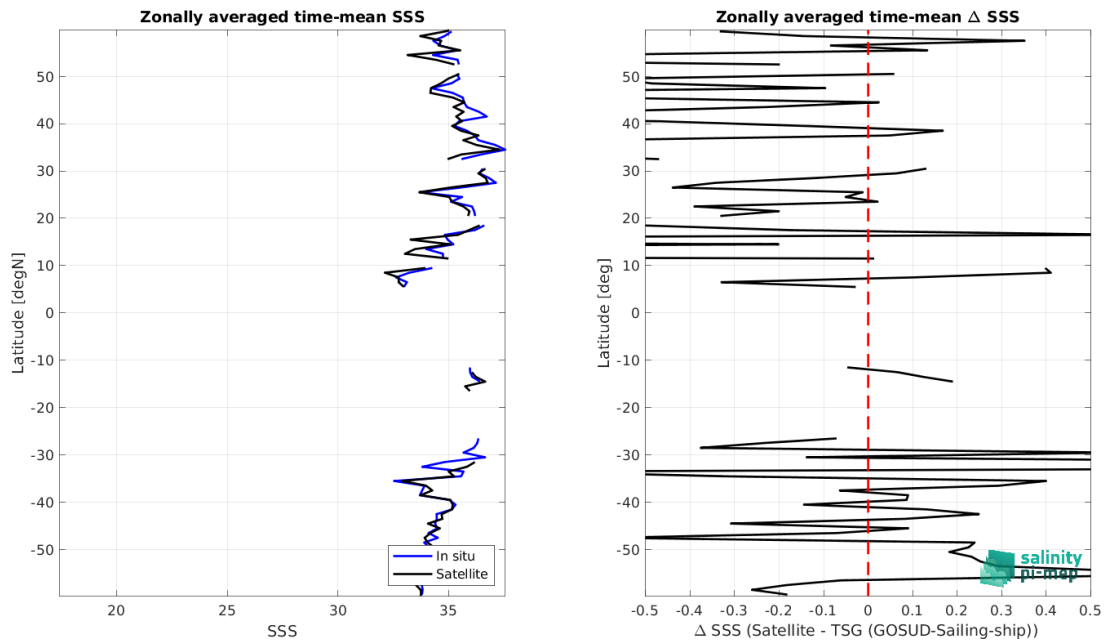 Zonally averaged time-mean SSS
Latitude [degN]
50
40
30
20
10
0
-10
-20
-30
-40
-50
20
25
30
35
SSS
In situ
Satellite
Zonally averaged time-mean Δ SSS
Latitude [deg]
50
40
30
20
10
0
-10
-20
-30
-40
-50
-0.5 -0.4 -0.3 -0.2 -0.1 0 0.1 0.2 0.3 0.4 0.5
Δ SSS (Satellite - TSG (GOSUD-Sailing-ship))
salinity
pi-mep